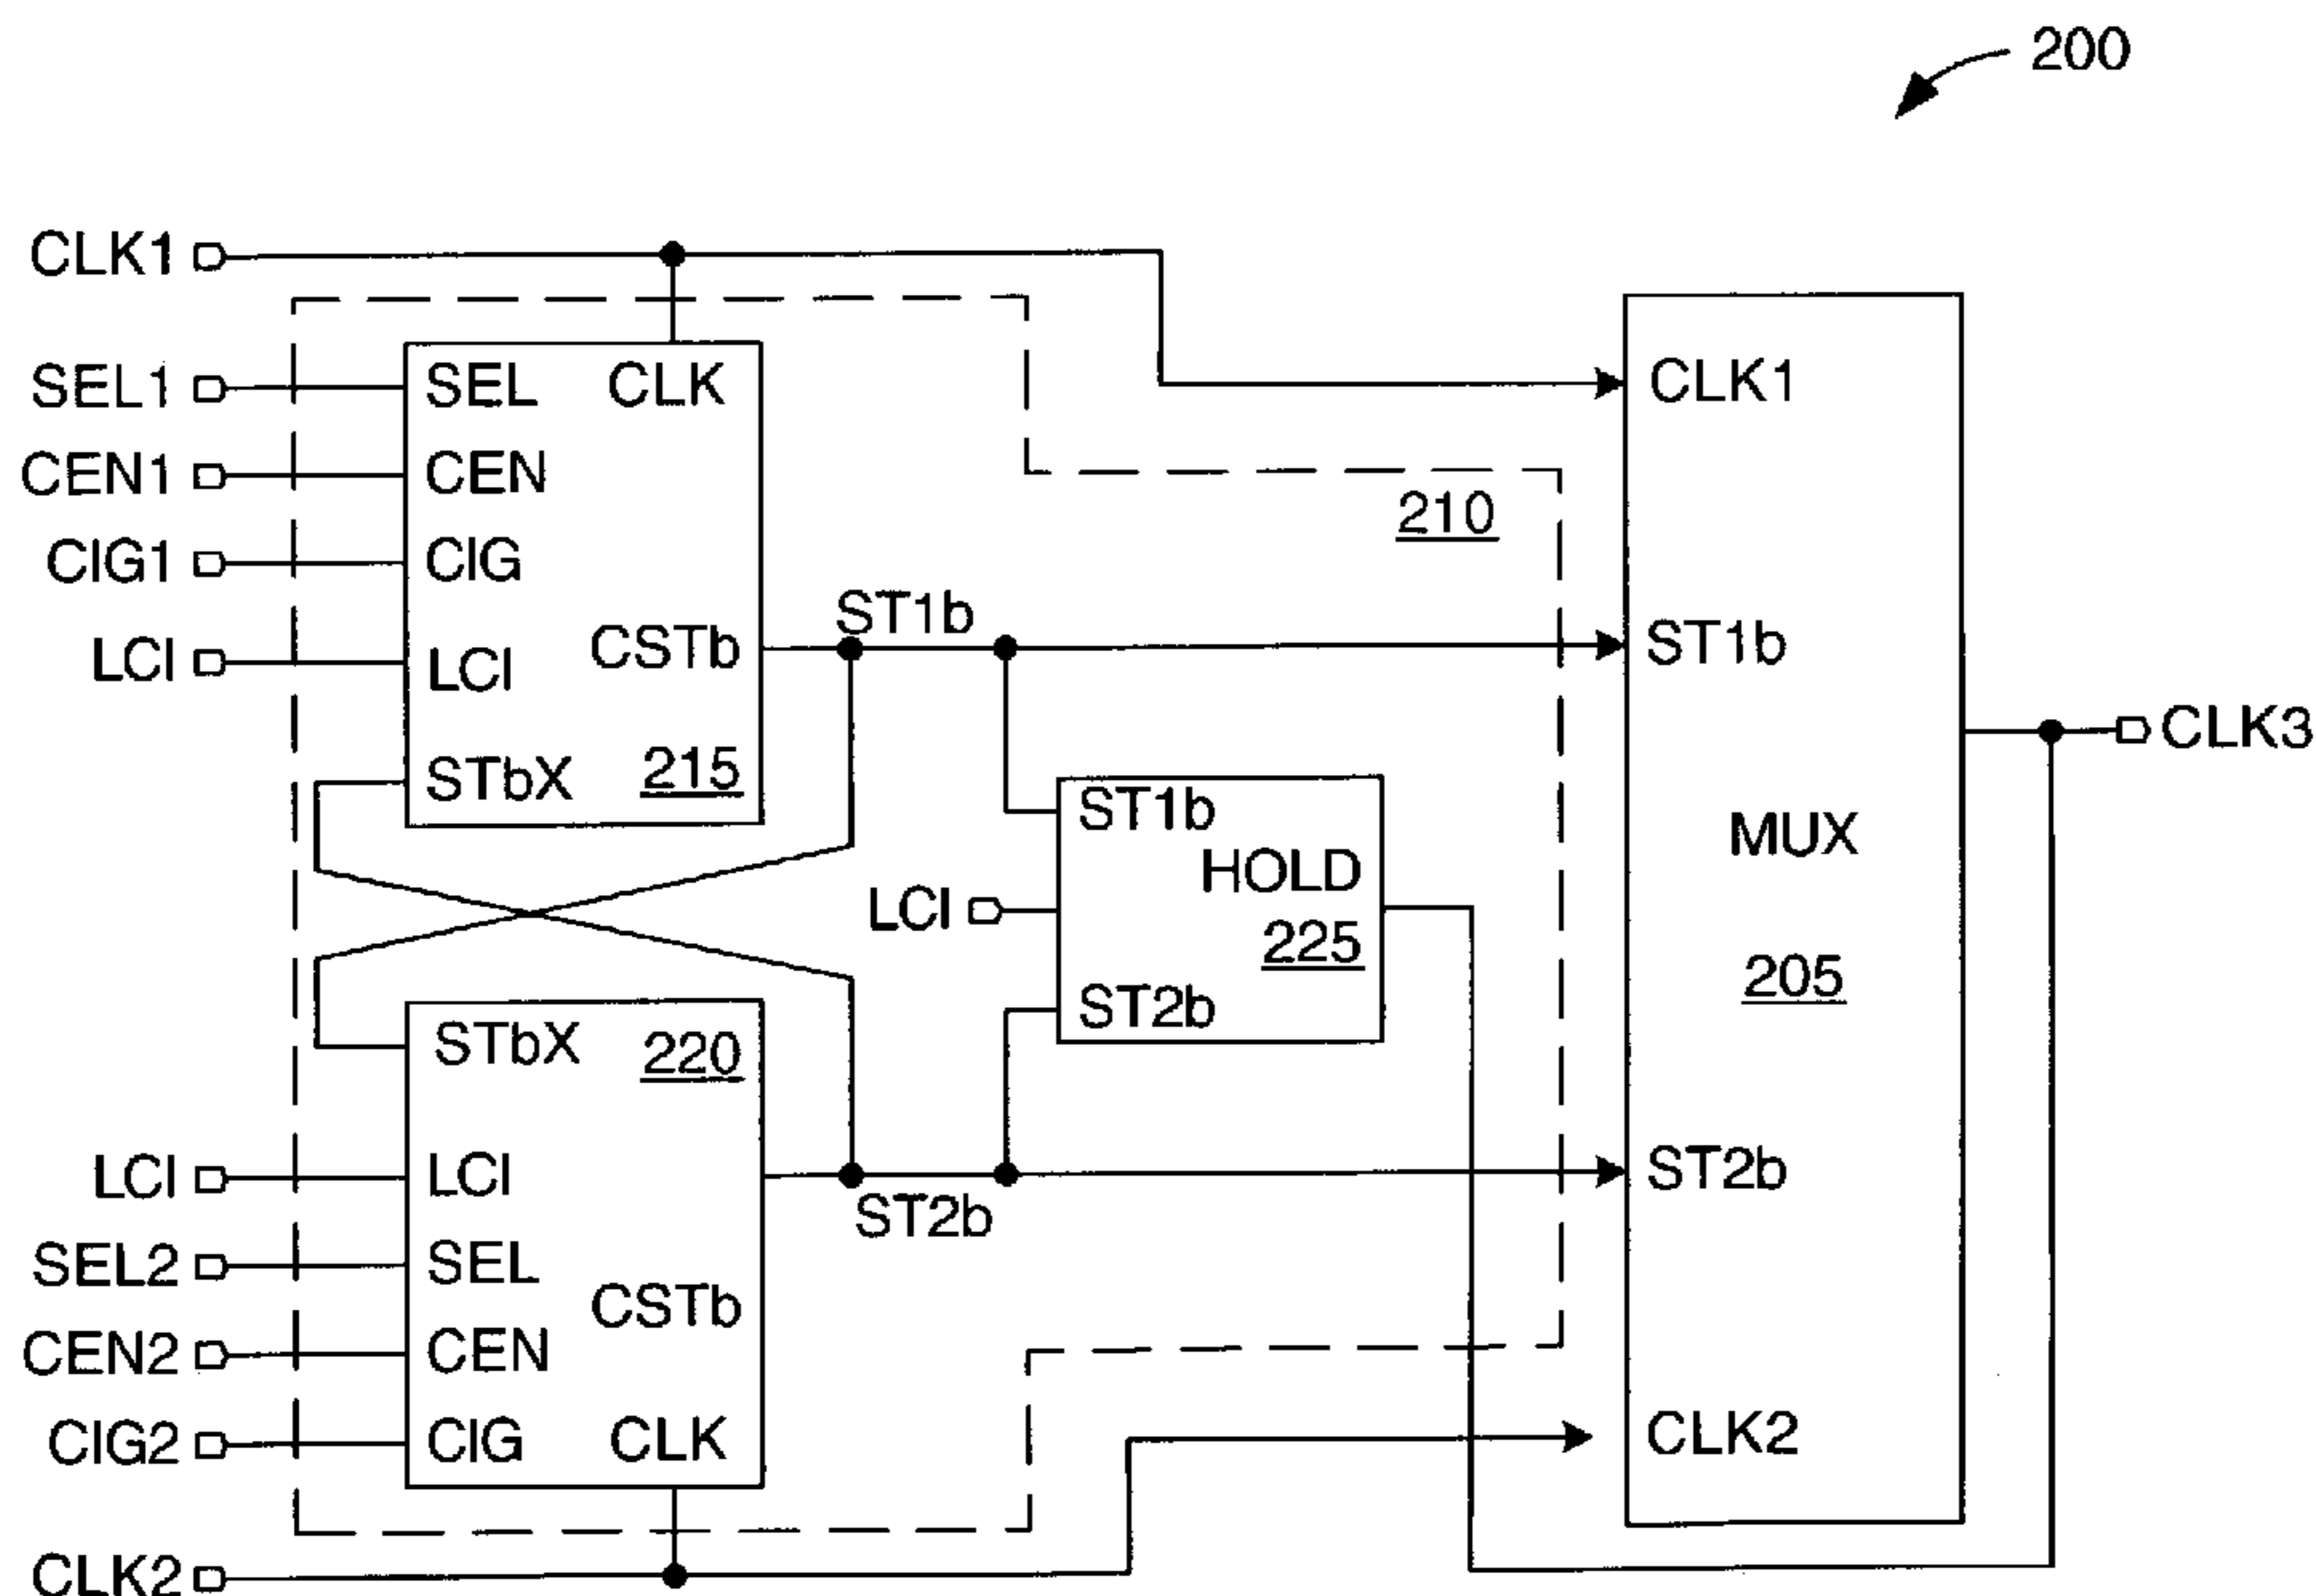 200
CLK1
SEL1
CEN1
CIG1
LCI
SEL CLK
CEN
CIG
CSTb
LCI
STbX 215
ST1b
210
CLK1
ST1b
MUX
205
ST2b
CLK2
CLK3
ST1b
HOLD
LCI
225
ST2b
STbX 220
LCI
SEL
CSTb
CEN
CIG CLK
ST2b
LCI
SEL2
CEN2
CIG2
CLK2